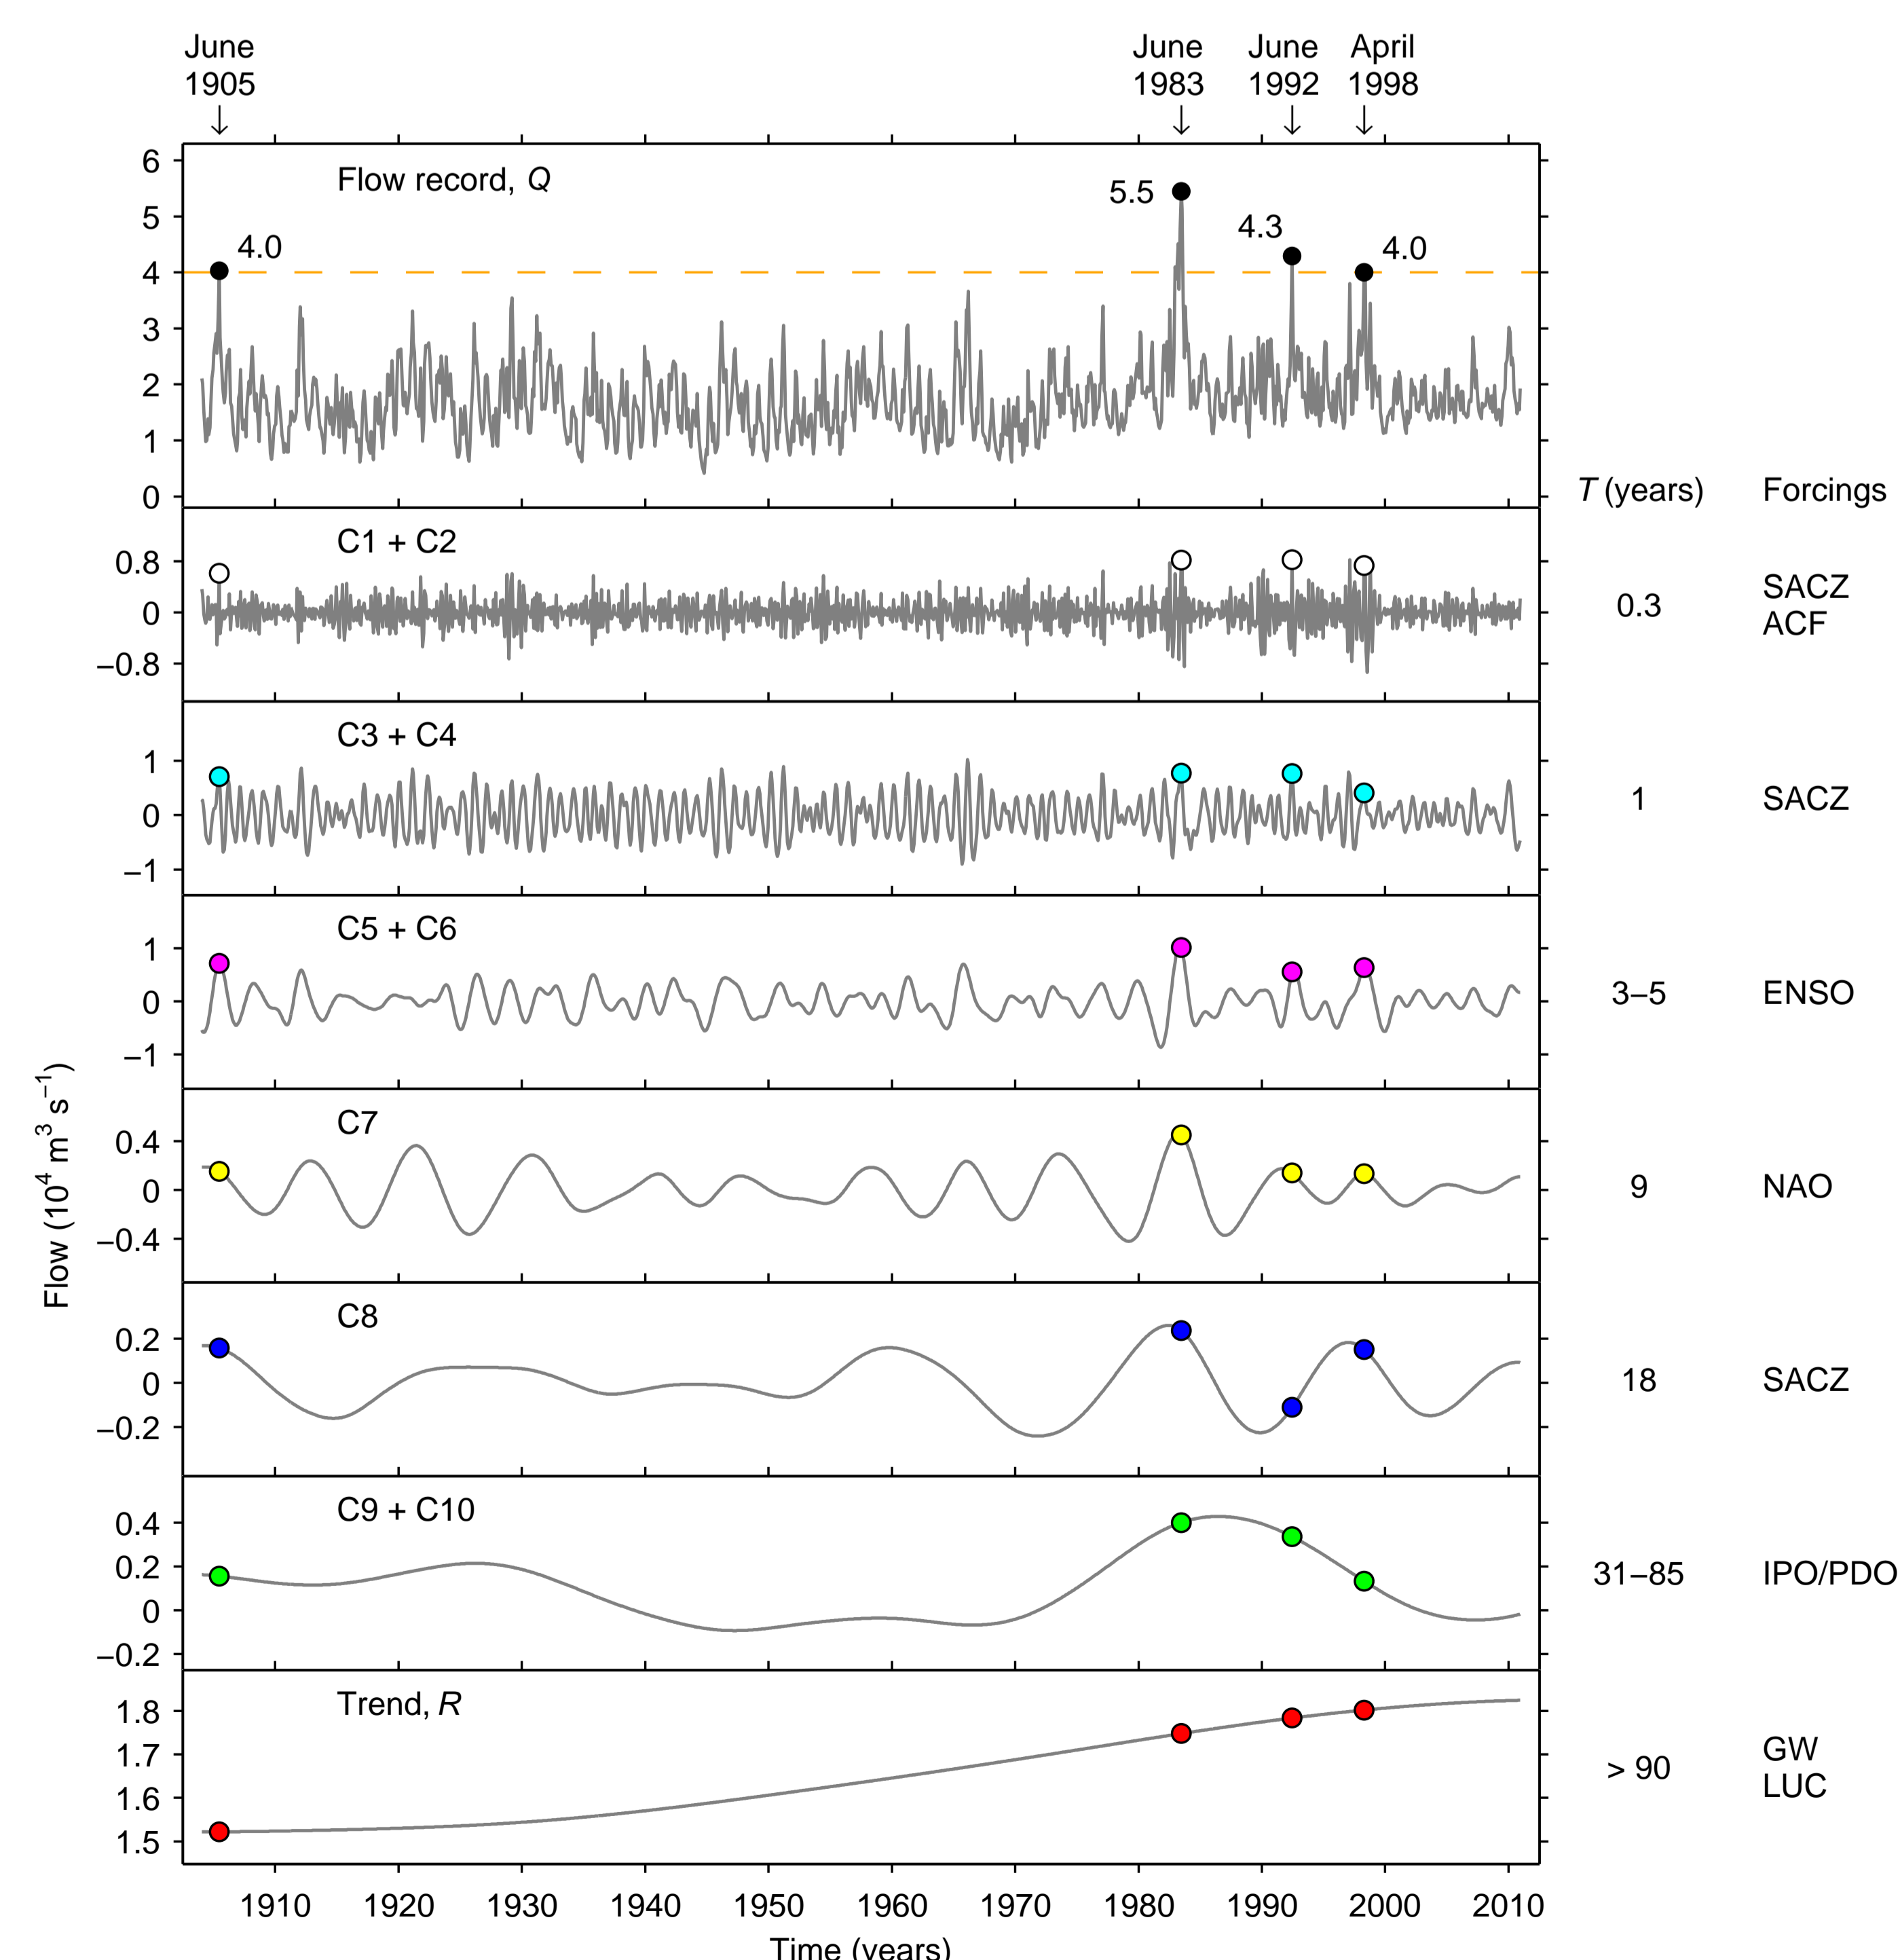 June June June April
1905 1983 1992 1998
6
Flow record, Q
5.5
5
4.3
4.0 4.0
4
3
2
1
0
T (years) Forcings
C1 + C2
0.8
0
−0.8
0.3
SACZ
ACF
C3 + C4
1
0
−1
1
SACZ
C5 + C6
1
0
−1
3−5
ENSO
C7
0.4
0
−0.4
9
NAO
Flow (10⁴ m³ s⁻¹)
C8
0.2
0
−0.2
18
SACZ
C9 + C10
0.4
0.2
0
−0.2
31−85
IPO/PDO
Trend, R
1.8
1.7
1.6
1.5
> 90
GW
LUC
1910 1920 1930 1940 1950 1960 1970 1980 1990 2000 2010
Time (years)